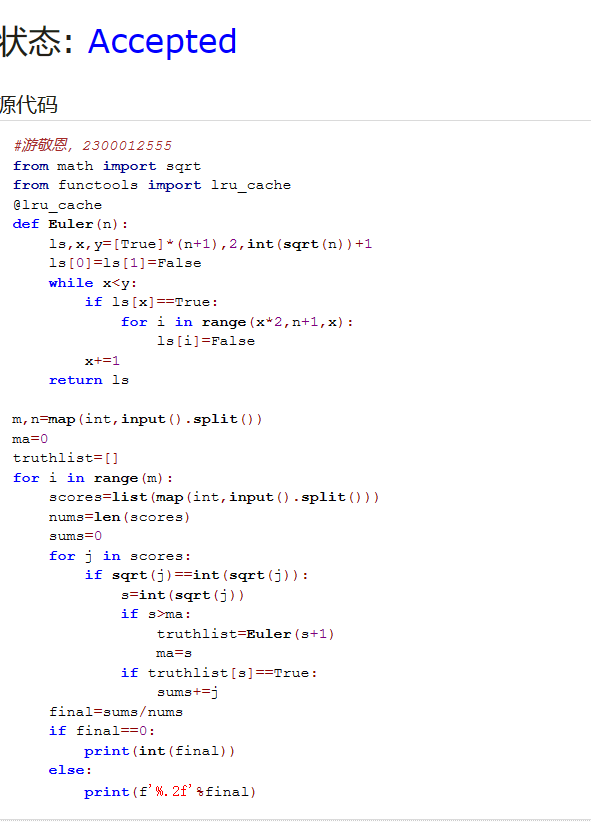 状态: Accepted
源代码
#游敬恩, 2300012555
from math import sqrt
from functools import lru_cache
@lru_cache
def Euler(n):
    ls,x,y=[True]*(n+1),2,int(sqrt(n))+1
    ls[0]=ls[1]=False
    while x<y:
        if ls[x]==True:
            for i in range(x*2,n+1,x):
                ls[i]=False
        x+=1
    return ls
m,n=map(int,input().split())
ma=0
truthlist=[]
for i in range(m):
    scores=list(map(int,input().split()))
    nums=len(scores)
    sums=0
    for j in scores:
        if sqrt(j)==int(sqrt(j)):
            s=int(sqrt(j))
            if s>ma:
                truthlist=Euler(s+1)
                ma=s
            if truthlist[s]==True:
                sums+=j
    final=sums/nums
    if final==0:
        print(int(final))
    else:
        print(f'%.2f'%final)